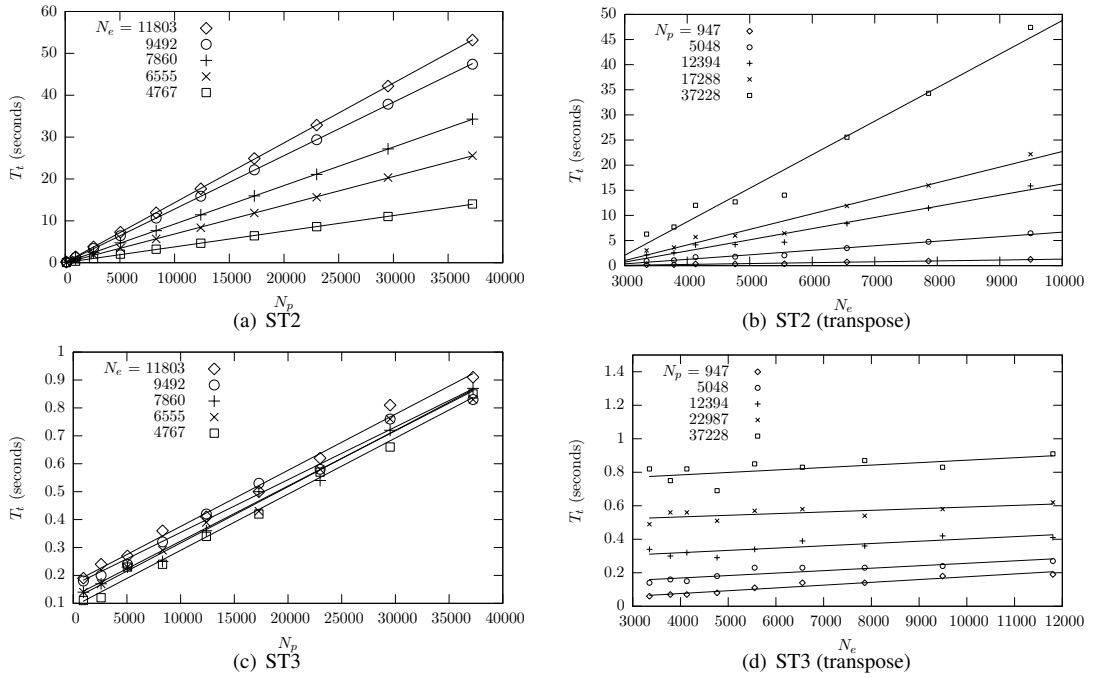 60
50
40
30
20
10
0
T_t (seconds)
N_e = 11803
9492
7860
6555
4767
0 5000 10000 15000 20000 25000 30000 35000 40000
N_p
(a) ST2
50
45
40
35
30
25
20
15
10
5
0
T_t (seconds)
N_p = 947
5048
12394
17288
37228
3000 4000 5000 6000 7000 8000 9000 10000
N_e
(b) ST2 (transpose)
1
0.9
0.8
0.7
0.6
0.5
0.4
0.3
0.2
0.1
T_t (seconds)
N_e = 11803
9492
7860
6555
4767
0 5000 10000 15000 20000 25000 30000 35000 40000
N_p
(c) ST3
1.4
1.2
1
0.8
0.6
0.4
0.2
0
T_t (seconds)
N_p = 947
5048
12394
22987
37228
3000 4000 5000 6000 7000 8000 9000 10000 11000 12000
N_e
(d) ST3 (transpose)